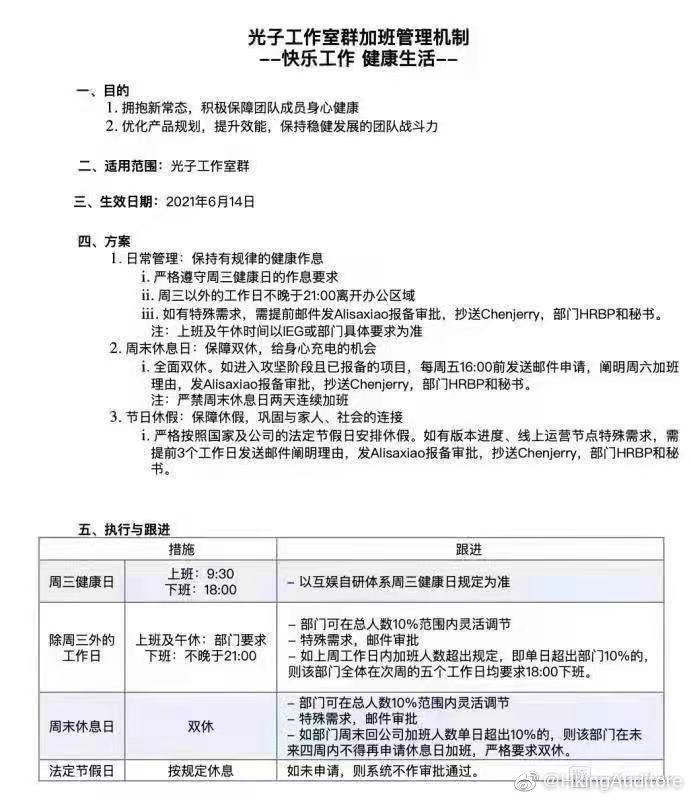 光子工作室群加班管理机制
--快乐工作 健康生活--
一、目的
1. 拥抱新常态，积极保障团队成员身心健康
2. 优化产品规划，提升效能，保持稳健发展的团队战斗力
二、适用范围：光子工作室群
三、生效日期：2021年6月14日
四、方案
1. 日常管理：保持有规律的健康作息
i. 严格遵守周三健康日的作息要求
ii. 周三以外的工作日不晚于21:00离开办公区域
iii. 如有特殊需求，需提前邮件发Alisaxiao报备审批，抄送Chenjerry，部门HRBP和秘书。
注：上班及午休时间以IEG或部门具体要求为准
2. 周末休息日：保障双休，给身心充电的机会
i. 全面双休。如进入攻坚阶段且已报备的项目，每周五16:00前发送邮件申请，阐明周六加班
理由，发Alisaxiao报备审批，抄送Chenjerry，部门HRBP和秘书。
注：严禁周末休息日两天连续加班
3. 节日休假：保障休假，巩固与家人、社会的连接
i. 严格按照国家及公司的法定节假日安排休假。如有版本进度、线上运营节点特殊需求，需
提前3个工作日发送邮件阐明理由，发Alisaxiao报备审批，抄送Chenjerry，部门HRBP和秘
书。
五、执行与跟进
措施 跟进
周三健康日 上班：9:30 下班：18:00 – 以互娱自研体系周三健康日规定为准
除周三外的工作日 上班及午休：部门要求 下班：不晚于21:00
– 部门可在总人数10%范围内灵活调节
– 特殊需求，邮件审批
– 如上周工作日内加班人数超出规定，即单日超出部门10%的，
则该部门全体在次周的五个工作日均要求18:00下班。
周末休息日 双休
– 部门可在总人数10%范围内灵活调节
– 特殊需求，邮件审批
– 如部门周末回公司加班人数单日超出10%的，则该部门在未
来四周内不得再申请休息日加班，严格要求双休。
法定节假日 按规定休息 如未申请，则系统不作审批通过。
@HkingAuditore